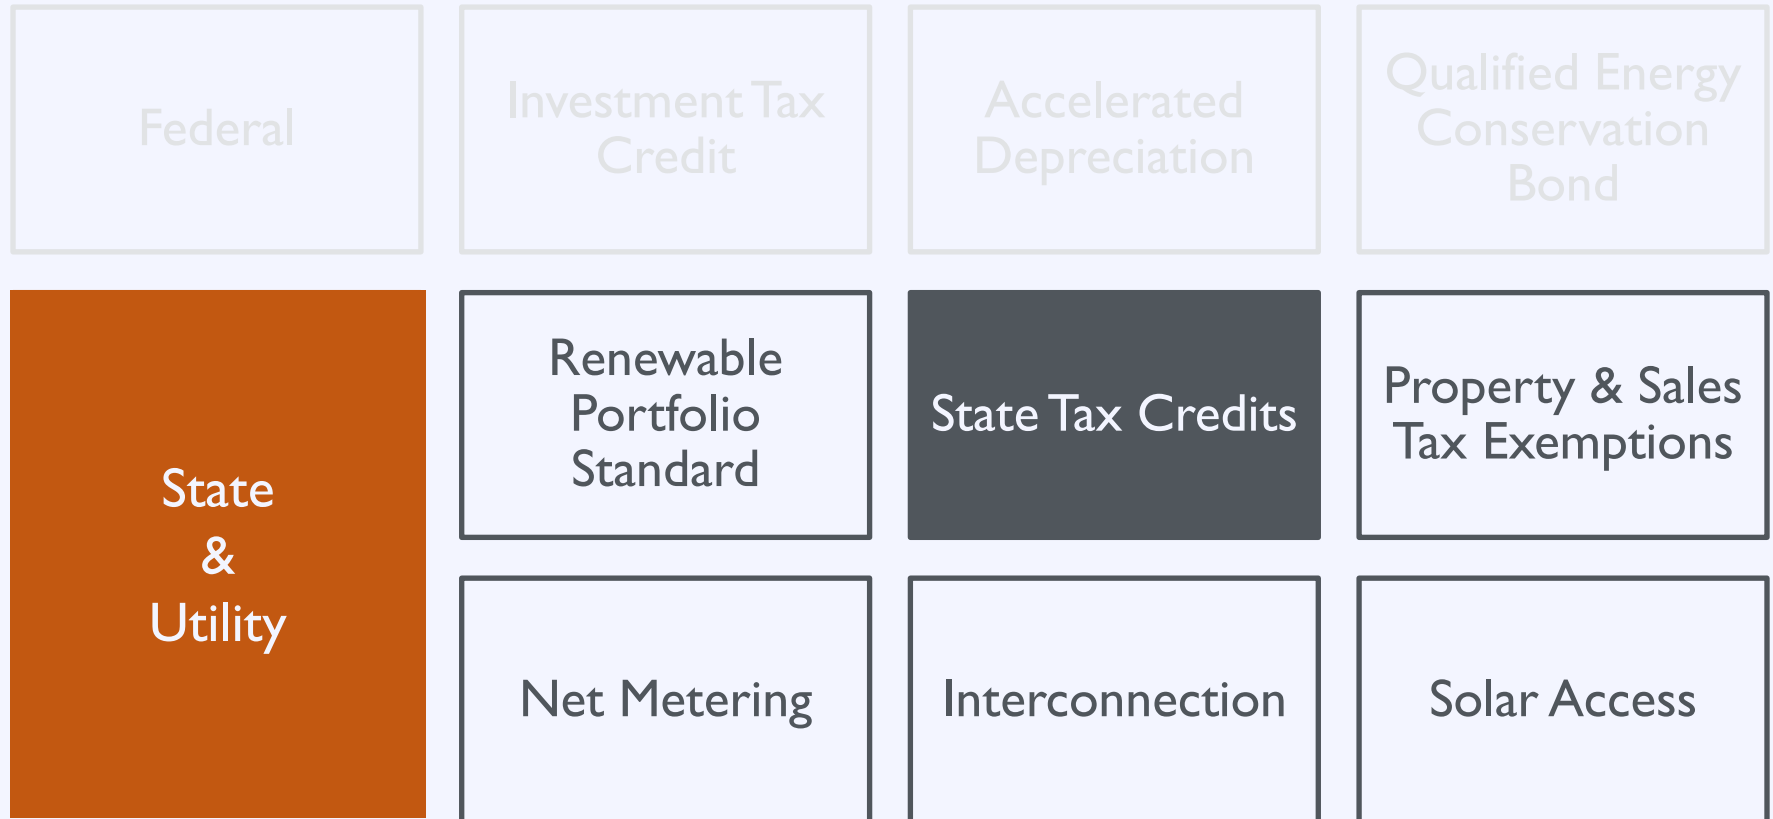 Federal
Investment Tax
Credit
Accelerated
Depreciation
Qualified Energy
Conservation
Bond
State
&
Utility
Renewable
Portfolio
Standard
State Tax Credits
Property & Sales
Tax Exemptions
Net Metering
Interconnection
Solar Access